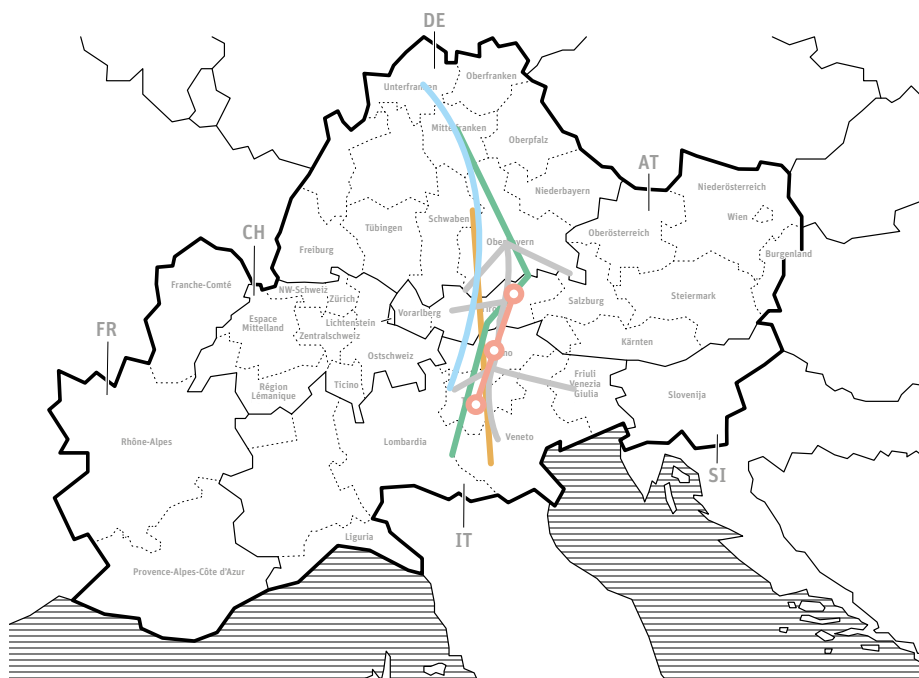 DE
Oberfranken
Unterfranken
Mittelfranken
Oberpfalz
AT
Niederösterreich
Niederbayern
Schwaben
Wien
Tübingen
Oberösterreich
CH
Oberbayern
Freiburg
Burgenland
Franche-Comté
NW-Schweiz
Zürich
Salzburg
Steiermark
Vorarlberg
Espace
Mittelland
Liechtenstein
Zentralschweiz
FR
Kärnten
Ostschweiz
Friuli
Venezia
Giulia
Région
Lémanique
Ticino
Slovenija
Rhône-Alpes
Lombardia
Veneto
SI
IT
Liguria
Provence-Alpes-Côte d'Azur